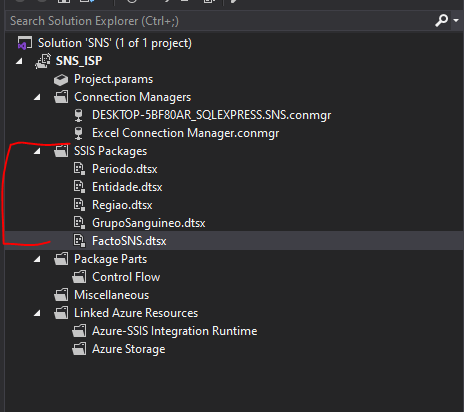 Search Solution Explorer (Ctrl+;)
Solution 'SNS' (1 of 1 project)
SNS_ISP
Project.params
Connection Managers
DESKTOP-5BF80AR_SQLEXPRESS.SNS.conmgr
Excel Connection Manager.conmgr
SSIS Packages
Periodo.dtsx
Entidade.dtsx
Regiao.dtsx
GrupoSanguineo.dtsx
FactoSNS.dtsx
Package Parts
Control Flow
Miscellaneous
Linked Azure Resources
Azure-SSIS Integration Runtime
Azure Storage